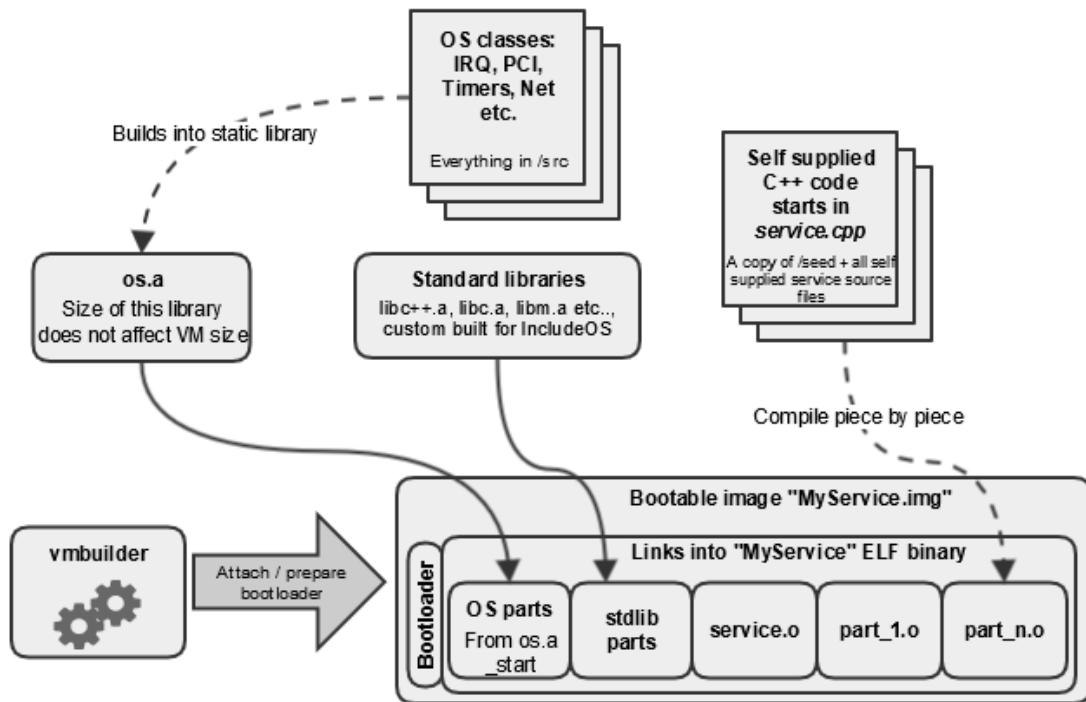 OS classes:
IRQ, PCI,
Timers, Net
etc.
Everything in /src
Builds into static library
Self supplied
C++ code
starts in
service.cpp
A copy of /seed + all self
supplied service source
files
os.a
Size of this library
does not affect VM size
Standard libraries
libc++.a, libc.a, libm.a etc..,
custom built for IncludeOS
Compile piece by piece
Bootable image "MyService.img"
vmbuilder
Attach / prepare
bootloader
Bootloader
Links into "MyService" ELF binary
OS parts
From os.a
_start
stdlib
parts
service.o
part_1.o
part_n.o